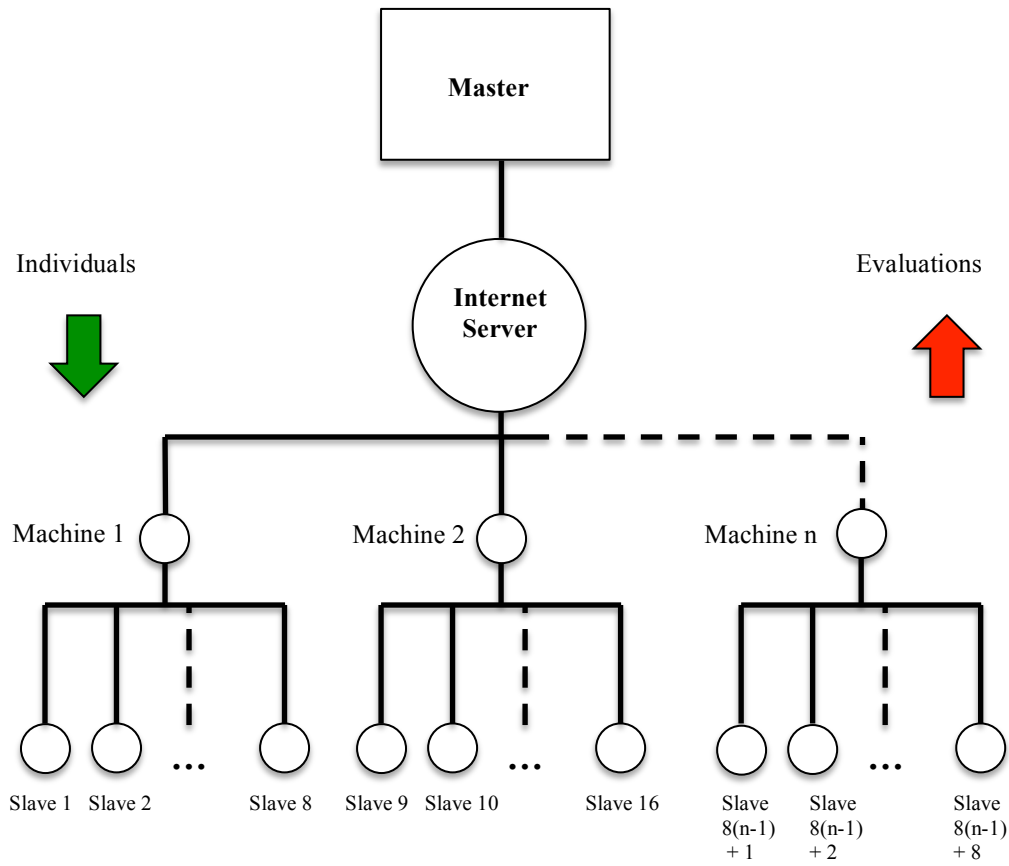 Master
Individuals
Evaluations
Internet
Server
Machine 1
Machine 2
Machine n
...
...
...
Slave 1
Slave 2
Slave 8
Slave 9
Slave 10
Slave 16
Slave
8(n-1)
+ 1
Slave
8(n-1)
+ 2
Slave
8(n-1)
+ 8